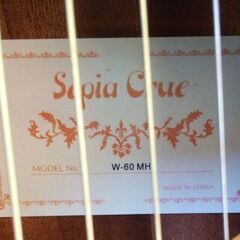 Sepia Crue
MODEL No
W-60 MH
MADE IN CHINA